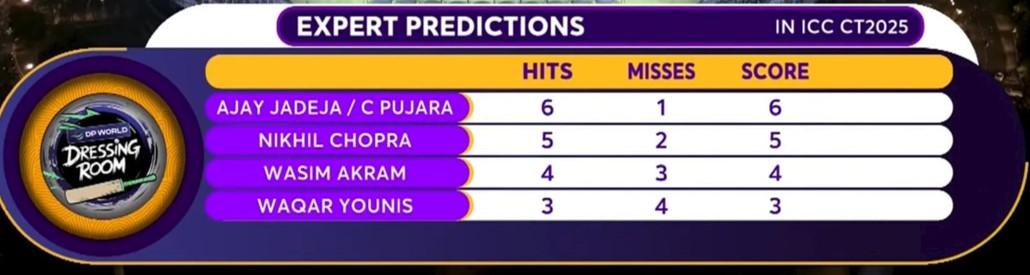 EXPERT PREDICTIONS IN ICC CT2025
HITS MISSES SCORE
AJAY JADEJA / C PUJARA 6 1 6
NIKHIL CHOPRA 5 2 5
WASIM AKRAM 4 3 4
WAQAR YOUNIS 3 4 3
DP WORLD
DRESSING
ROOM